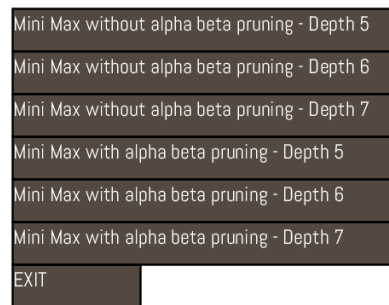 Mini Max without alpha beta pruning - Depth 5
Mini Max without alpha beta pruning - Depth 6
Mini Max without alpha beta pruning - Depth 7
Mini Max with alpha beta pruning - Depth 5
Mini Max with alpha beta pruning - Depth 6
Mini Max with alpha beta pruning - Depth 7
EXIT